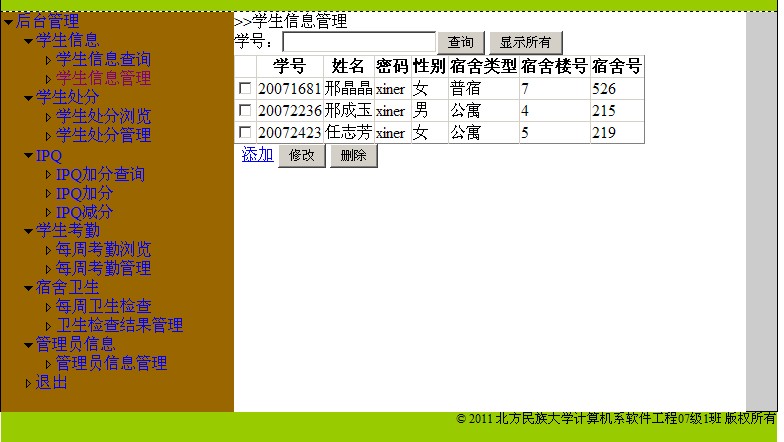 后台管理
学生信息
学生信息查询
学生信息管理
学生处分
学生处分浏览
学生处分管理
IPQ
IPQ加分查询
IPQ加分
IPQ减分
学生考勤
每周考勤浏览
每周考勤管理
宿舍卫生
每周卫生检查
卫生检查结果管理
管理员信息
管理员信息管理
退出
>>学生信息管理
学号： 查询 显示所有
学号 姓名 密码 性别 宿舍类型 宿舍楼号 宿舍号
20071681 邢晶晶 xiner 女 普宿 7 526
20072236 邢成玉 xiner 男 公寓 4 215
20072423 任志芳 xiner 女 公寓 5 219
添加 修改 删除
© 2011 北方民族大学计算机系软件工程07级1班 版权所有